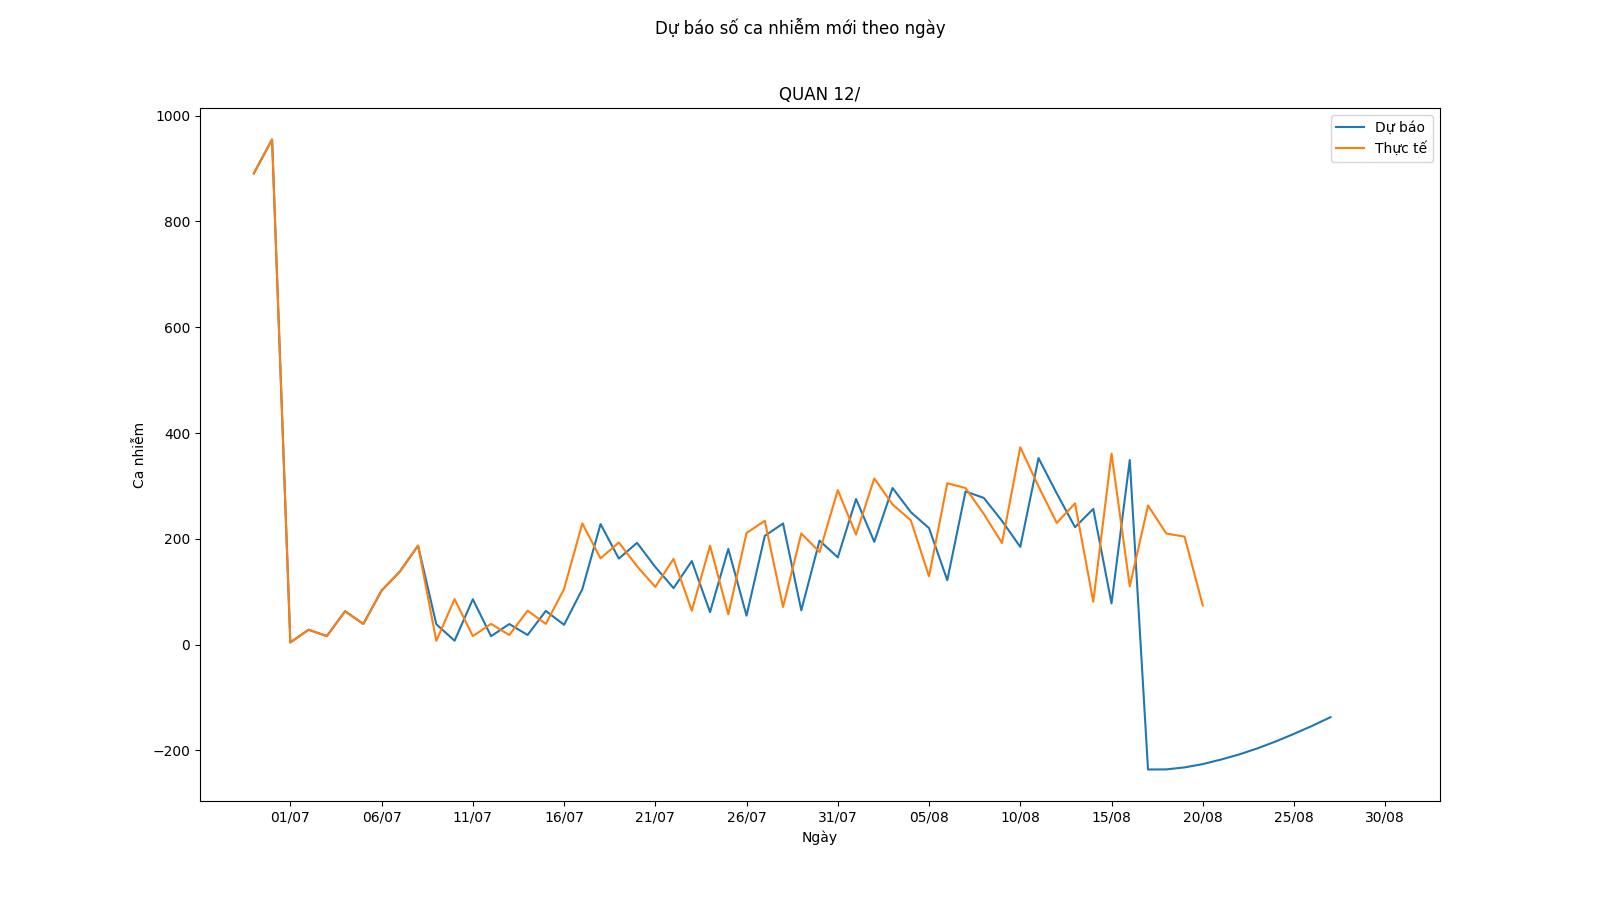 Dự báo số ca nhiễm mới theo ngày
QUAN 12/
Dự báo
Thực tế
1000
800
600
400
200
0
−200
Ca nhiễm
01/07 06/07 11/07 16/07 21/07 26/07 31/07 05/08 10/08 15/08 20/08 25/08 30/08
Ngày